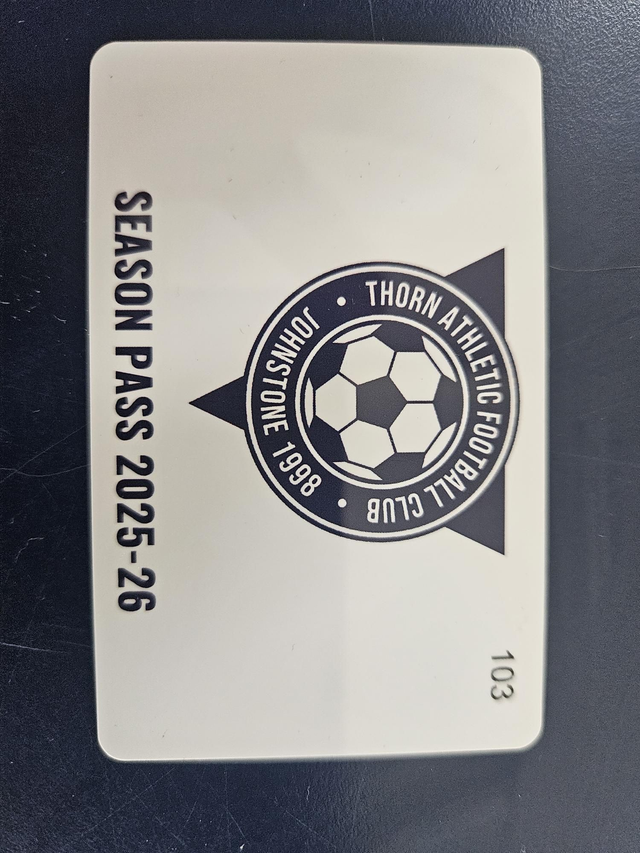 103
THORN ATHLETIC FOOTBALL CLUB
JOHNSTONE 1998
SEASON PASS 2025-26